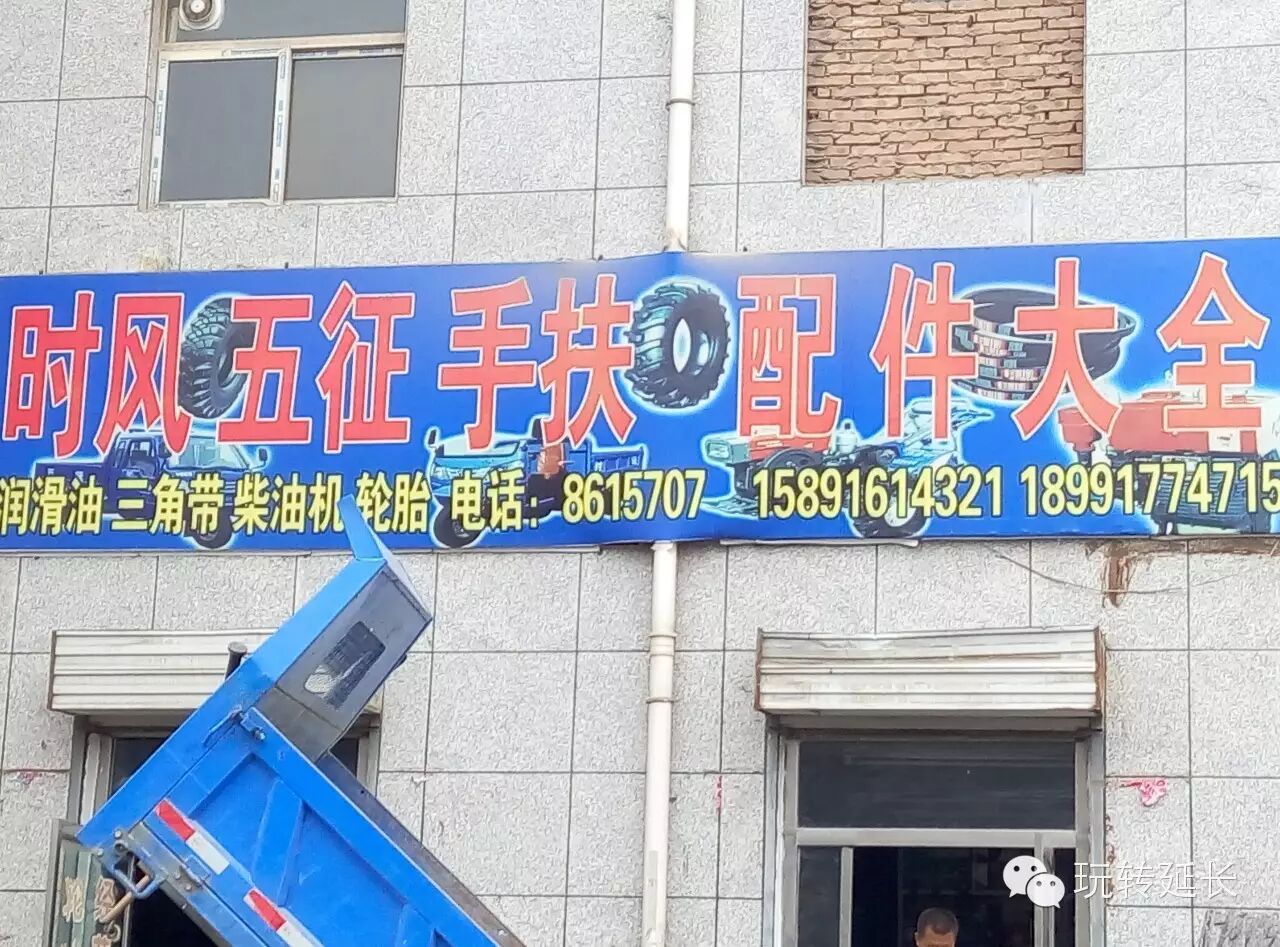 时风 五征 手扶 配件大全
润滑油 三角带 柴油机 轮胎 电话：8615707 15891614321 18991774715
玩转延长